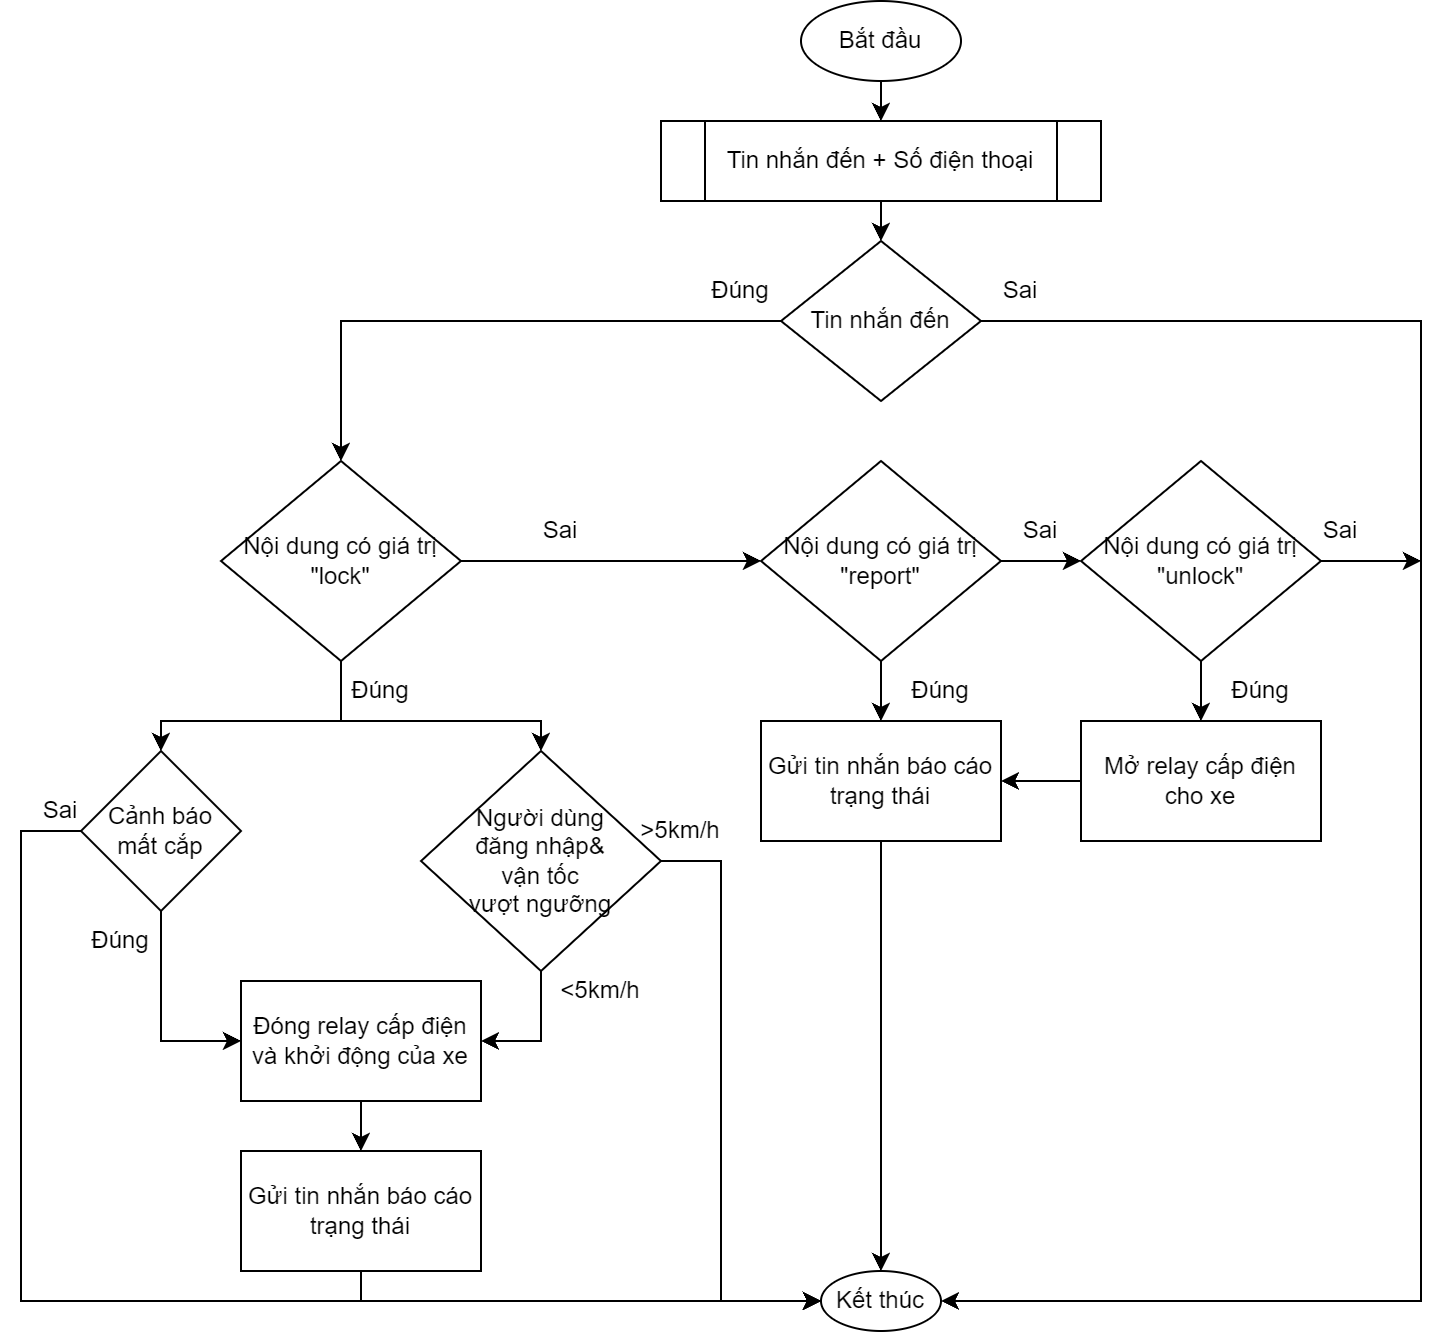 Bắt đầu
Tin nhắn đến + Số điện thoại
Đúng
Sai
Tin nhắn đến
Nội dung có giá trị
"lock"
Sai
Nội dung có giá trị
"report"
Sai
Nội dung có giá trị
"unlock"
Sai
Đúng
Đúng
Đúng
Sai
Cảnh báo
mất cắp
Người dùng
đăng nhập&
vận tốc
vượt ngưỡng
>5km/h
Gửi tin nhắn báo cáo
trạng thái
Mở relay cấp điện
cho xe
Đúng
<5km/h
Đóng relay cấp điện
và khởi động của xe
Gửi tin nhắn báo cáo
trạng thái
Kết thúc